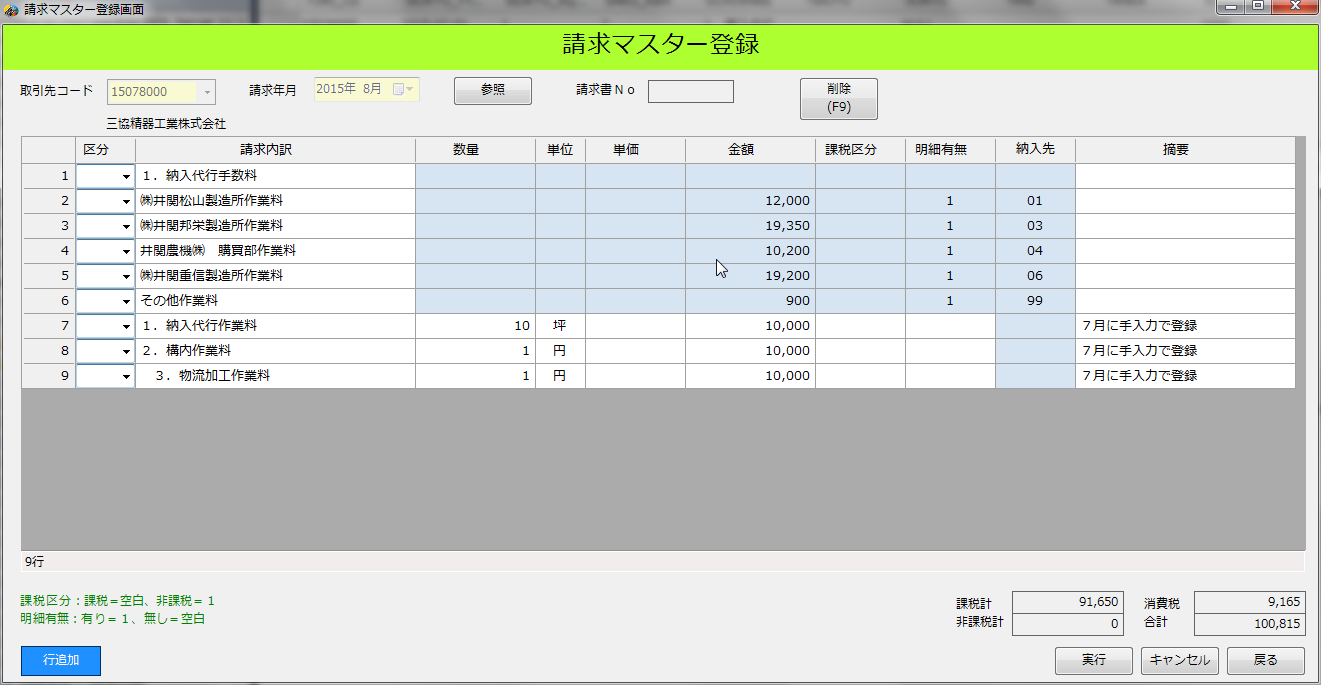 請求マスター登録画面
請求マスター登録
取引先コード 15078000 請求年月 2015年 8月 参照 請求書No 削除 (F9)
三協精器工業株式会社
区分 請求内訳 数量 単位 単価 金額 課税区分 明細有無 納入先 摘要
1 1. 納入代行手数料
2 ㈱井関松山製造所作業料 12,000 1 01
3 ㈱井関邦栄製造所作業料 19,350 1 03
4 井関農機㈱　購買部作業料 10,200 1 04
5 ㈱井関重信製造所作業料 19,200 1 06
6 その他作業料 900 1 99
7 1. 納入代行作業料 10 坪 10,000 7月に手入力で登録
8 2. 構内作業料 1 円 10,000 7月に手入力で登録
9 3. 物流加工作業料 1 円 10,000 7月に手入力で登録
9行
課税区分：課税＝空白、非課税＝１
明細有無：有り＝１、無し＝空白
課税計 91,650 消費税 9,165
非課税計 0 合計 100,815
行追加 実行 キャンセル 戻る